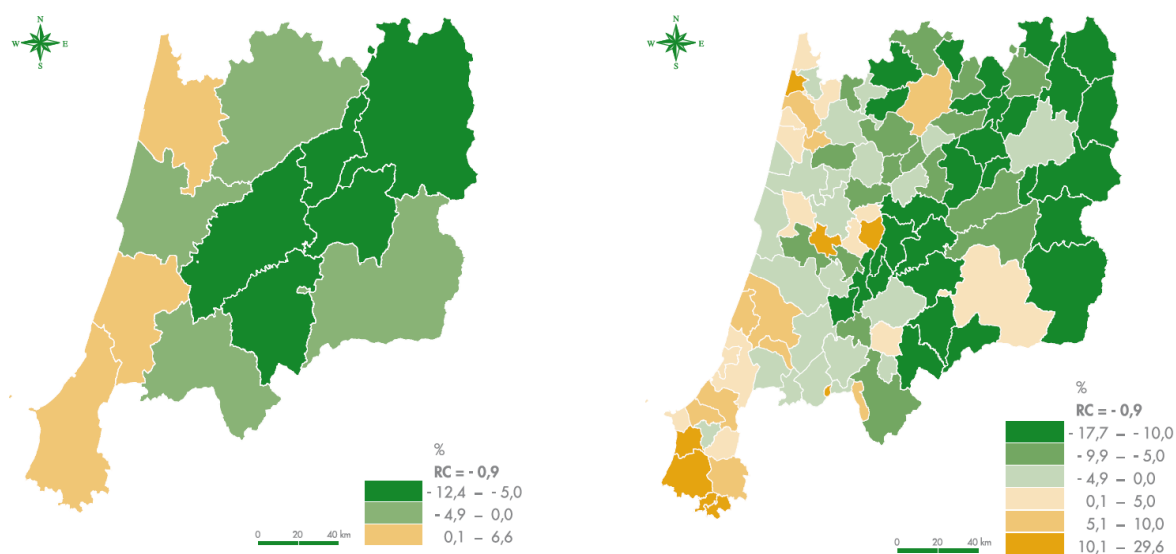 N
W E
S
%
RC = - 0,9
- 12,4 – - 5,0
- 4,9 – 0,0
0,1 – 6,6
0 20 40 km
N
W E
S
%
RC = - 0,9
- 17,7 – - 10,0
- 9,9 – - 5,0
- 4,9 – 0,0
0,1 – 5,0
5,1 – 10,0
10,1 – 29,6
0 20 40 km